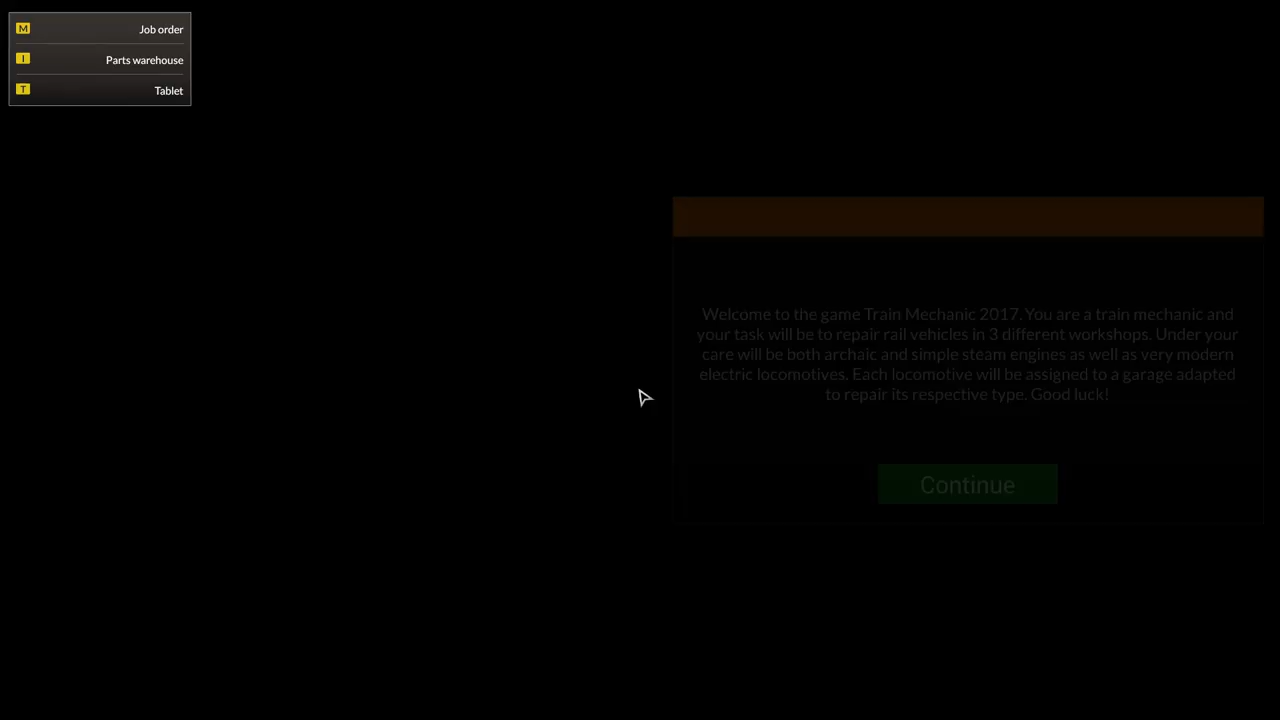 M Job order
I Parts warehouse
T Tablet
Welcome to the game Train Mechanic 2017. You are a train mechanic and
your task will be to repair rail vehicles in 3 different workshops. Under your
care will be both archaic and simple steam engines as well as very modern
electric locomotives. Each locomotive will be assigned to a garage adapted
to repair its respective type. Good luck!
Continue